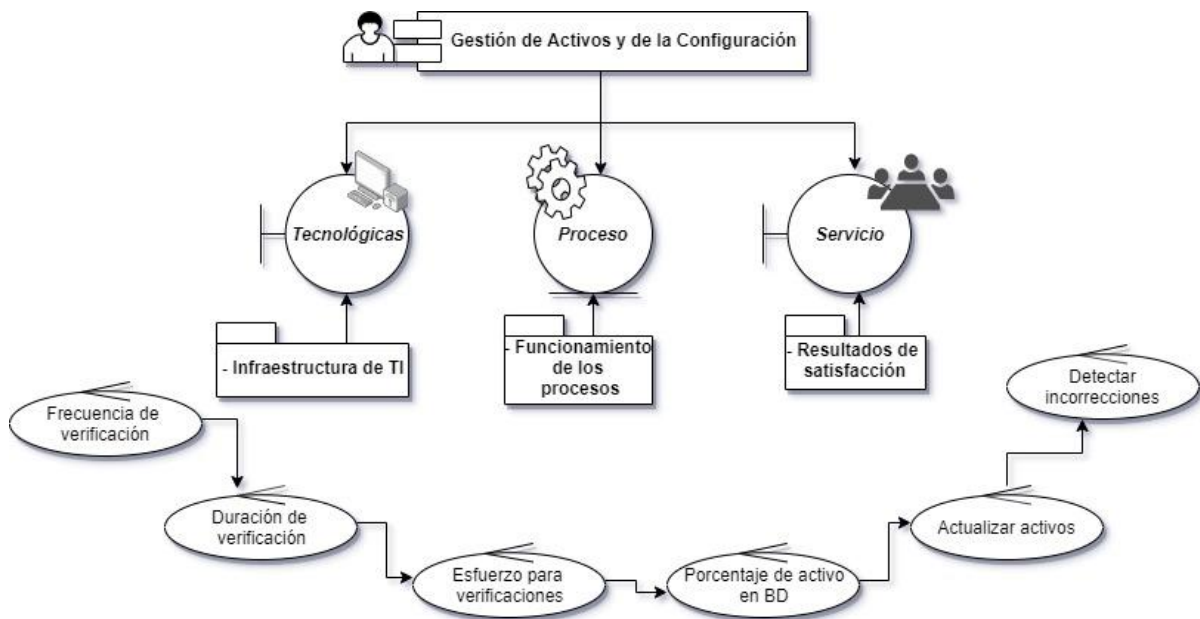 Gestión de Activos y de la Configuración
Tecnológicas
Proceso
Servicio
- Infraestructura de TI
- Funcionamiento
de los
procesos
- Resultados de
satisfacción
Frecuencia de
verificación
Duración de
verificación
Esfuerzo para
verificaciones
Porcentaje de activo
en BD
Actualizar activos
Detectar
incorrecciones